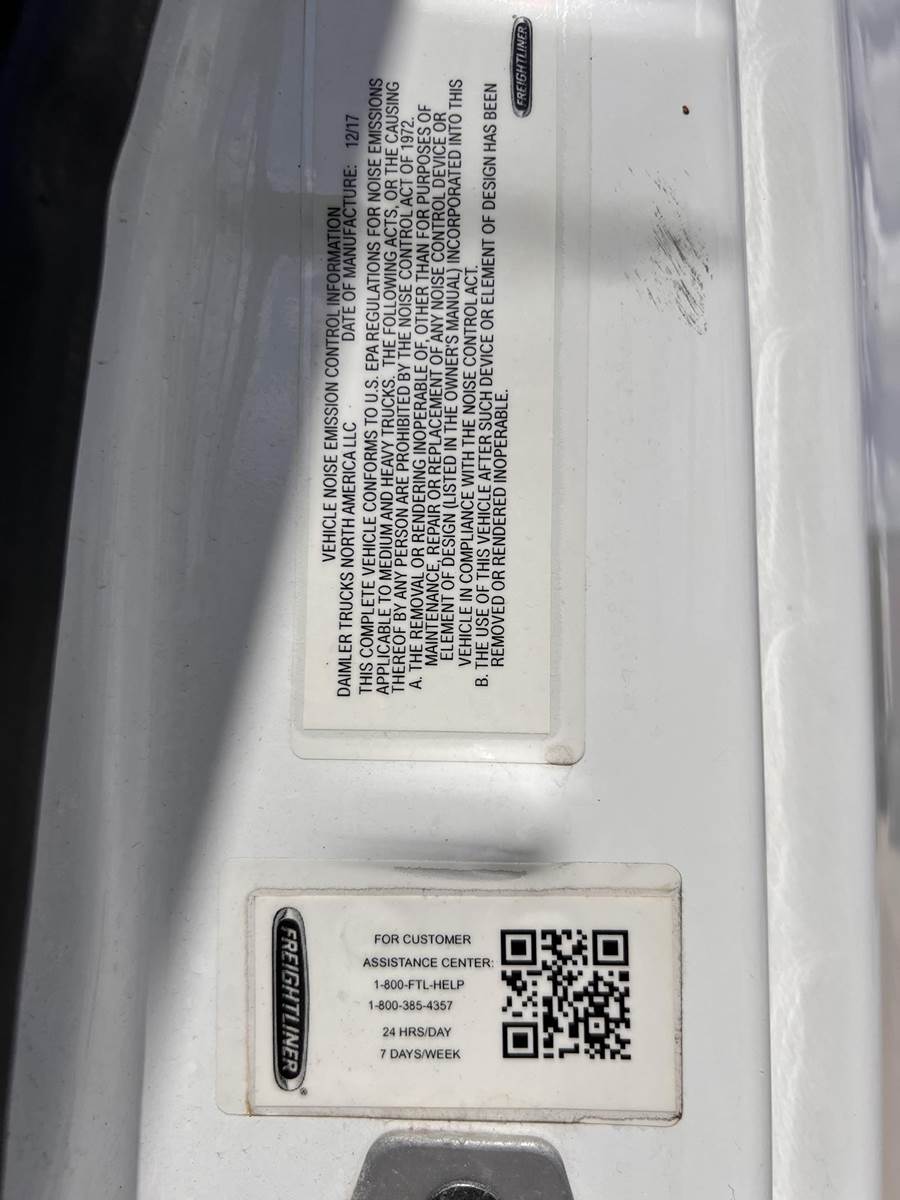 FREIGHTLINER
VEHICLE NOISE EMISSION CONTROL INFORMATION
DAIMLER TRUCKS NORTH AMERICA LLC DATE OF MANUFACTURE: 12/17
THIS COMPLETE VEHICLE CONFORMS TO U.S. EPA REGULATIONS FOR NOISE EMISSIONS
APPLICABLE TO MEDIUM AND HEAVY TRUCKS. THE FOLLOWING ACTS, OR THE CAUSING
THEREOF BY ANY PERSON ARE PROHIBITED BY THE NOISE CONTROL ACT OF 1972.
A. THE REMOVAL OR RENDERING INOPERABLE OF, OTHER THAN FOR PURPOSES OF
MAINTENANCE, REPAIR OR REPLACEMENT OF ANY NOISE CONTROL DEVICE OR
ELEMENT OF DESIGN (LISTED IN THE OWNER'S MANUAL) INCORPORATED INTO THIS
VEHICLE IN COMPLIANCE WITH THE NOISE CONTROL ACT.
B. THE USE OF THIS VEHICLE AFTER SUCH DEVICE OR ELEMENT OF DESIGN HAS BEEN
REMOVED OR RENDERED INOPERABLE.
FREIGHTLINER®
FOR CUSTOMER
ASSISTANCE CENTER:
1-800-FTL-HELP
1-800-385-4357
24 HRS/DAY
7 DAYS/WEEK